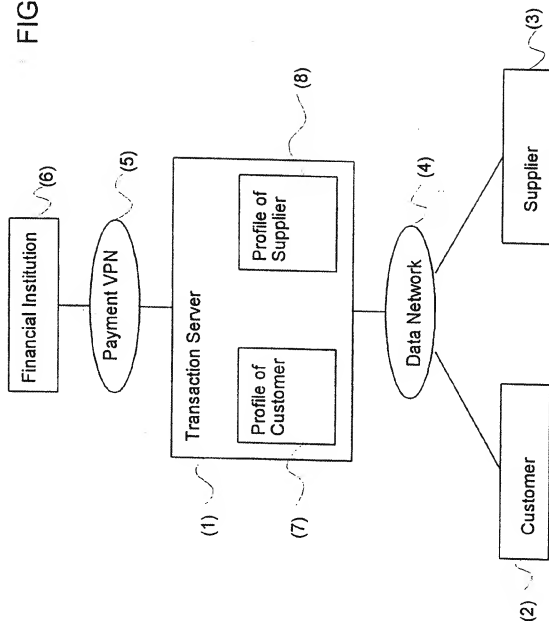 FIG
Financial Institution
(6)
Payment VPN
(5)
Transaction Server
(1)
Profile of
Customer
(7)
Profile of
Supplier
(8)
Data Network
(4)
Customer
(2)
Supplier
(3)